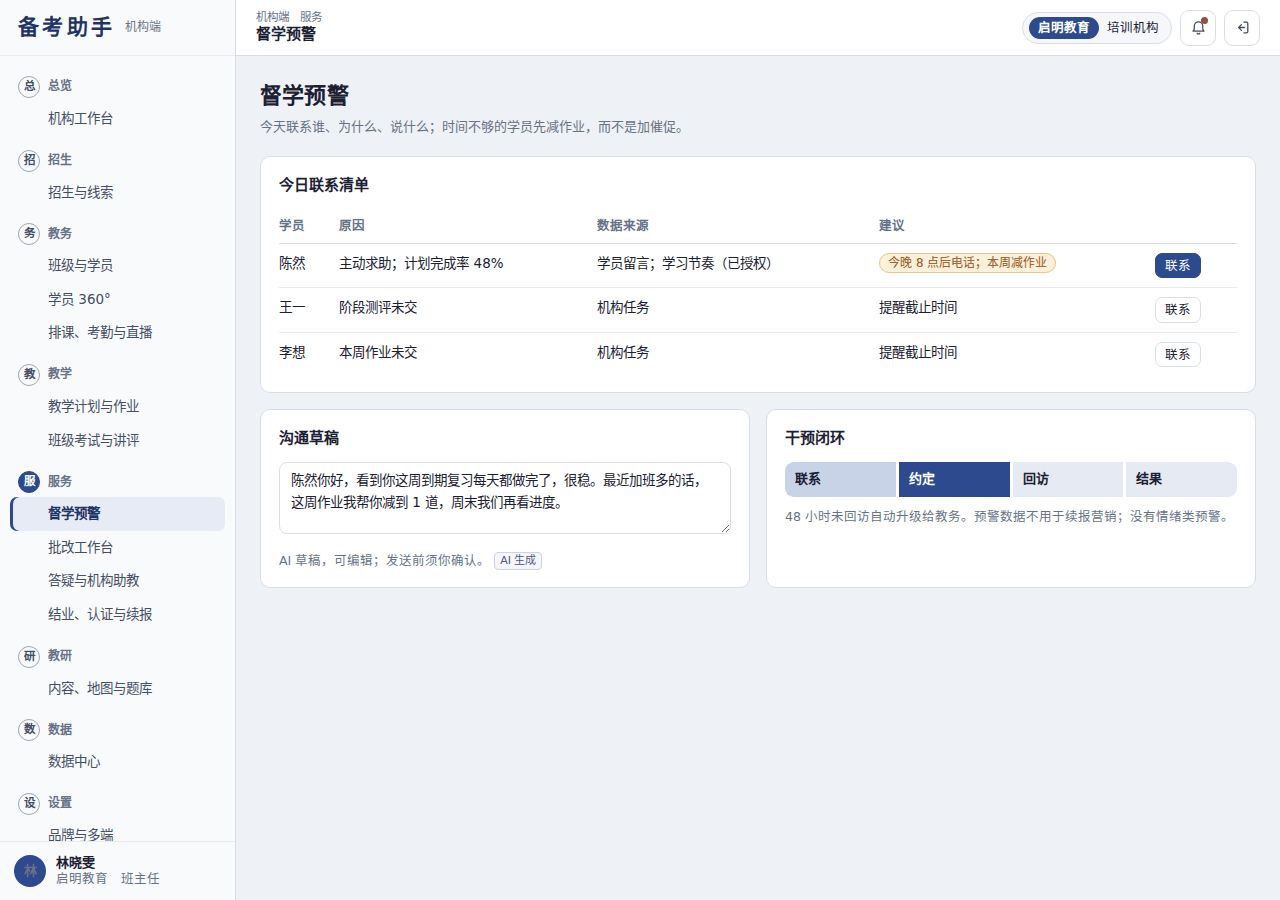 备考助手 机构端
总 总览
机构工作台
招 招生
招生与线索
务 教务
班级与学员
学员 360°
排课、考勤与直播
教 教学
教学计划与作业
班级考试与讲评
服 服务
督学预警
批改工作台
答疑与机构助教
结业、认证与续报
研 教研
内容、地图与题库
数 数据
数据中心
设 设置
品牌与多端
林 林晓雯
启明教育 班主任
机构端 服务
督学预警
启明教育 培训机构
督学预警
今天联系谁、为什么、说什么；时间不够的学员先减作业，而不是加催促。
今日联系清单
学员 原因 数据来源 建议
陈然 主动求助；计划完成率 48% 学员留言；学习节奏（已授权） 今晚 8 点后电话；本周减作业 联系
王一 阶段测评未交 机构任务 提醒截止时间 联系
李想 本周作业未交 机构任务 提醒截止时间 联系
沟通草稿
陈然你好，看到你这周到期复习每天都做完了，很稳。最近加班多的话，
这周作业我帮你减到 1 道，周末我们再看进度。
AI 草稿，可编辑；发送前须你确认。 AI 生成
干预闭环
联系 约定 回访 结果
48 小时未回访自动升级给教务。预警数据不用于续报营销；没有情绪类预警。